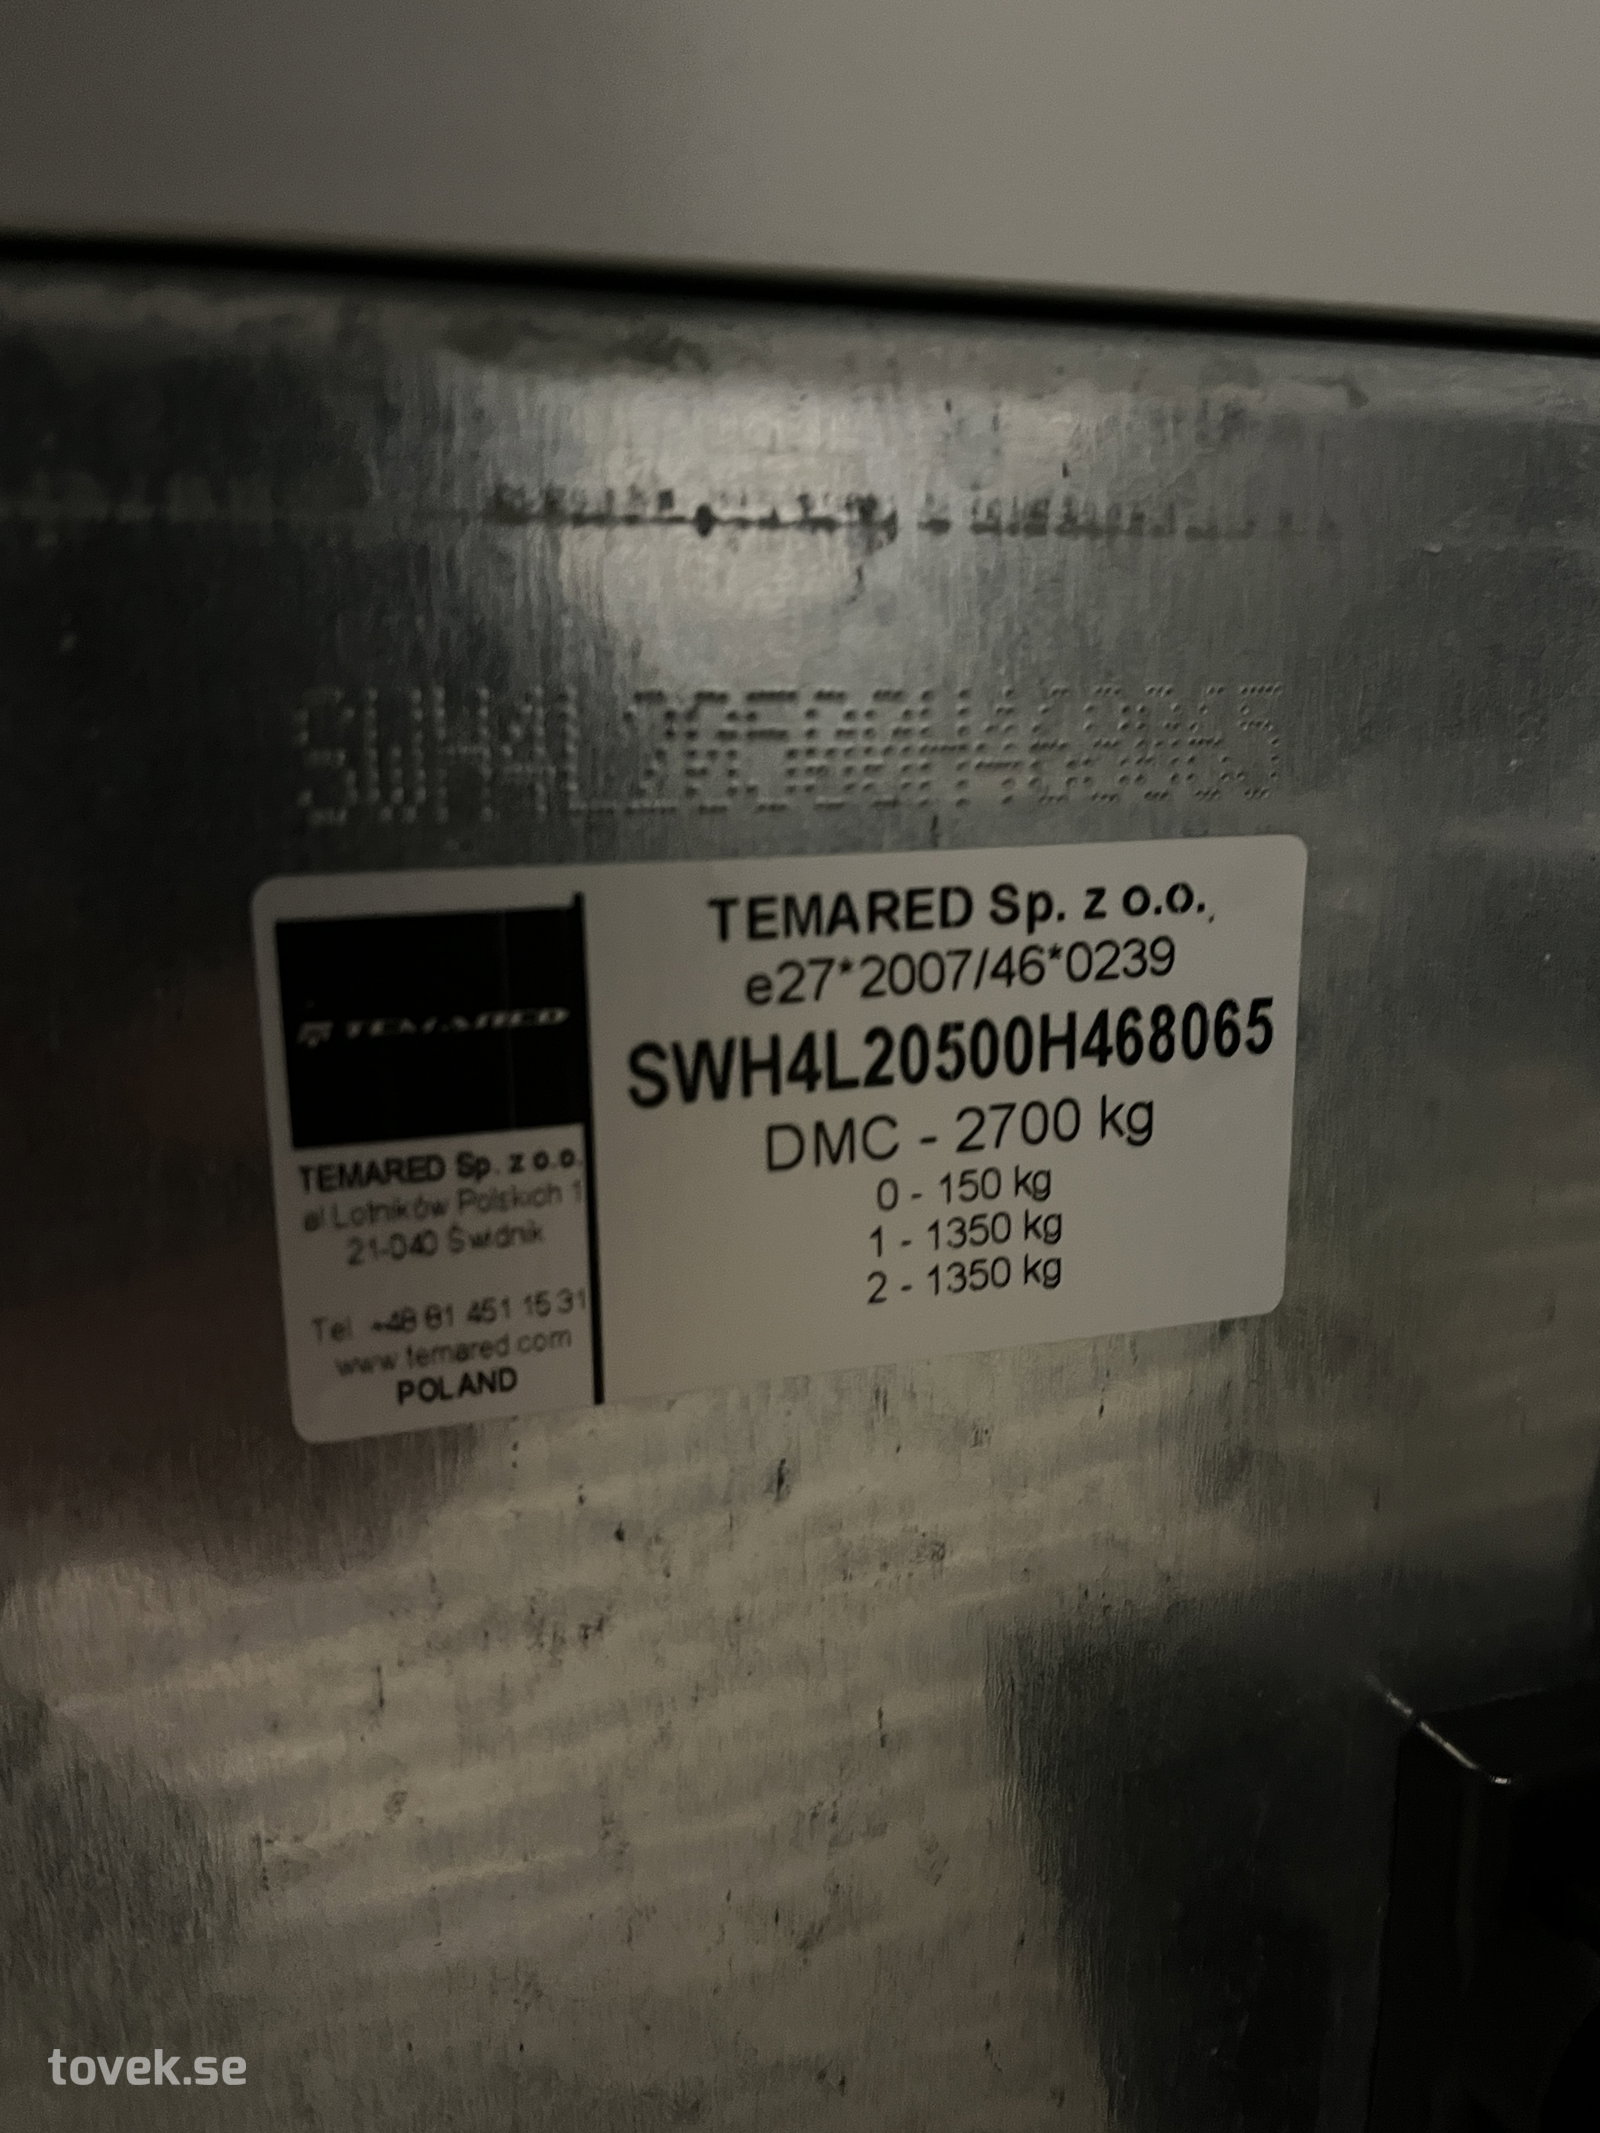 SWH4L20500H468065
TEMARED
TEMARED Sp. z o.o.
al Lotników Polskich 1
21-040 Świdnik
Tel +48 81 451 15 31
www.temared.com
POLAND
TEMARED Sp. z o.o.,
e27*2007/46*0239
SWH4L20500H468065
DMC - 2700 kg
0 - 150 kg
1 - 1350 kg
2 - 1350 kg
tovek.se